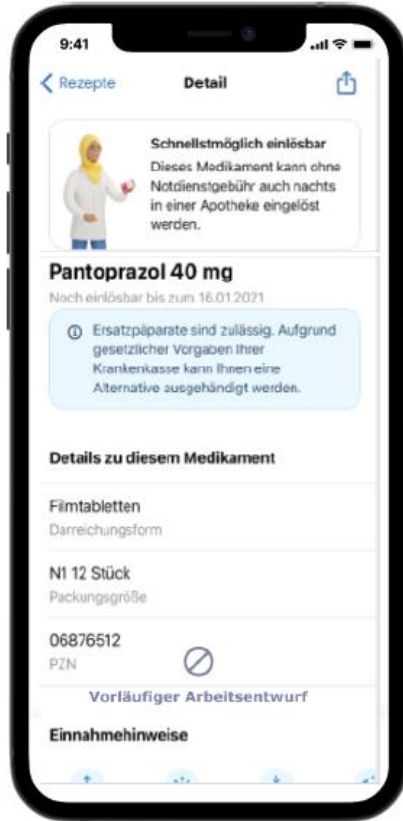 9:41
Rezepte
Detail
Schnellstmöglich einlösbar
Dieses Medikament kann ohne
Notdienstgebühr auch nachts
in einer Apotheke eingelöst
werden.
Pantoprazol 40 mg
Noch einlösbar bis zum 16.01.2021
Ersatzpäparate sind zulässig. Aufgrund
gesetzlicher Vorgaben Ihrer
Krankenkasse kann Ihnen eine
Alternative ausgehändigt werden.
Details zu diesem Medikament
Filmtabletten
Darreichungsform
N1 12 Stück
Packungsgröße
06876512
PZN
Vorläufiger Arbeitsentwurf
Einnahmehinweise